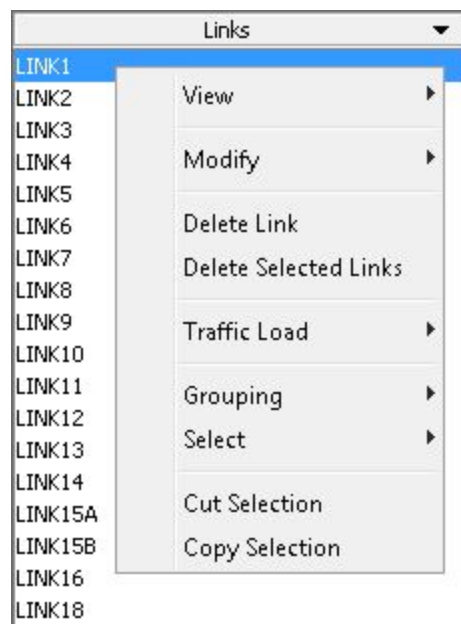 Links
LINK1
LINK2
LINK3
LINK4
LINK5
LINK6
LINK7
LINK8
LINK9
LINK10
LINK11
LINK12
LINK13
LINK14
LINK15A
LINK15B
LINK16
LINK18
View
Modify
Delete Link
Delete Selected Links
Traffic Load
Grouping
Select
Cut Selection
Copy Selection